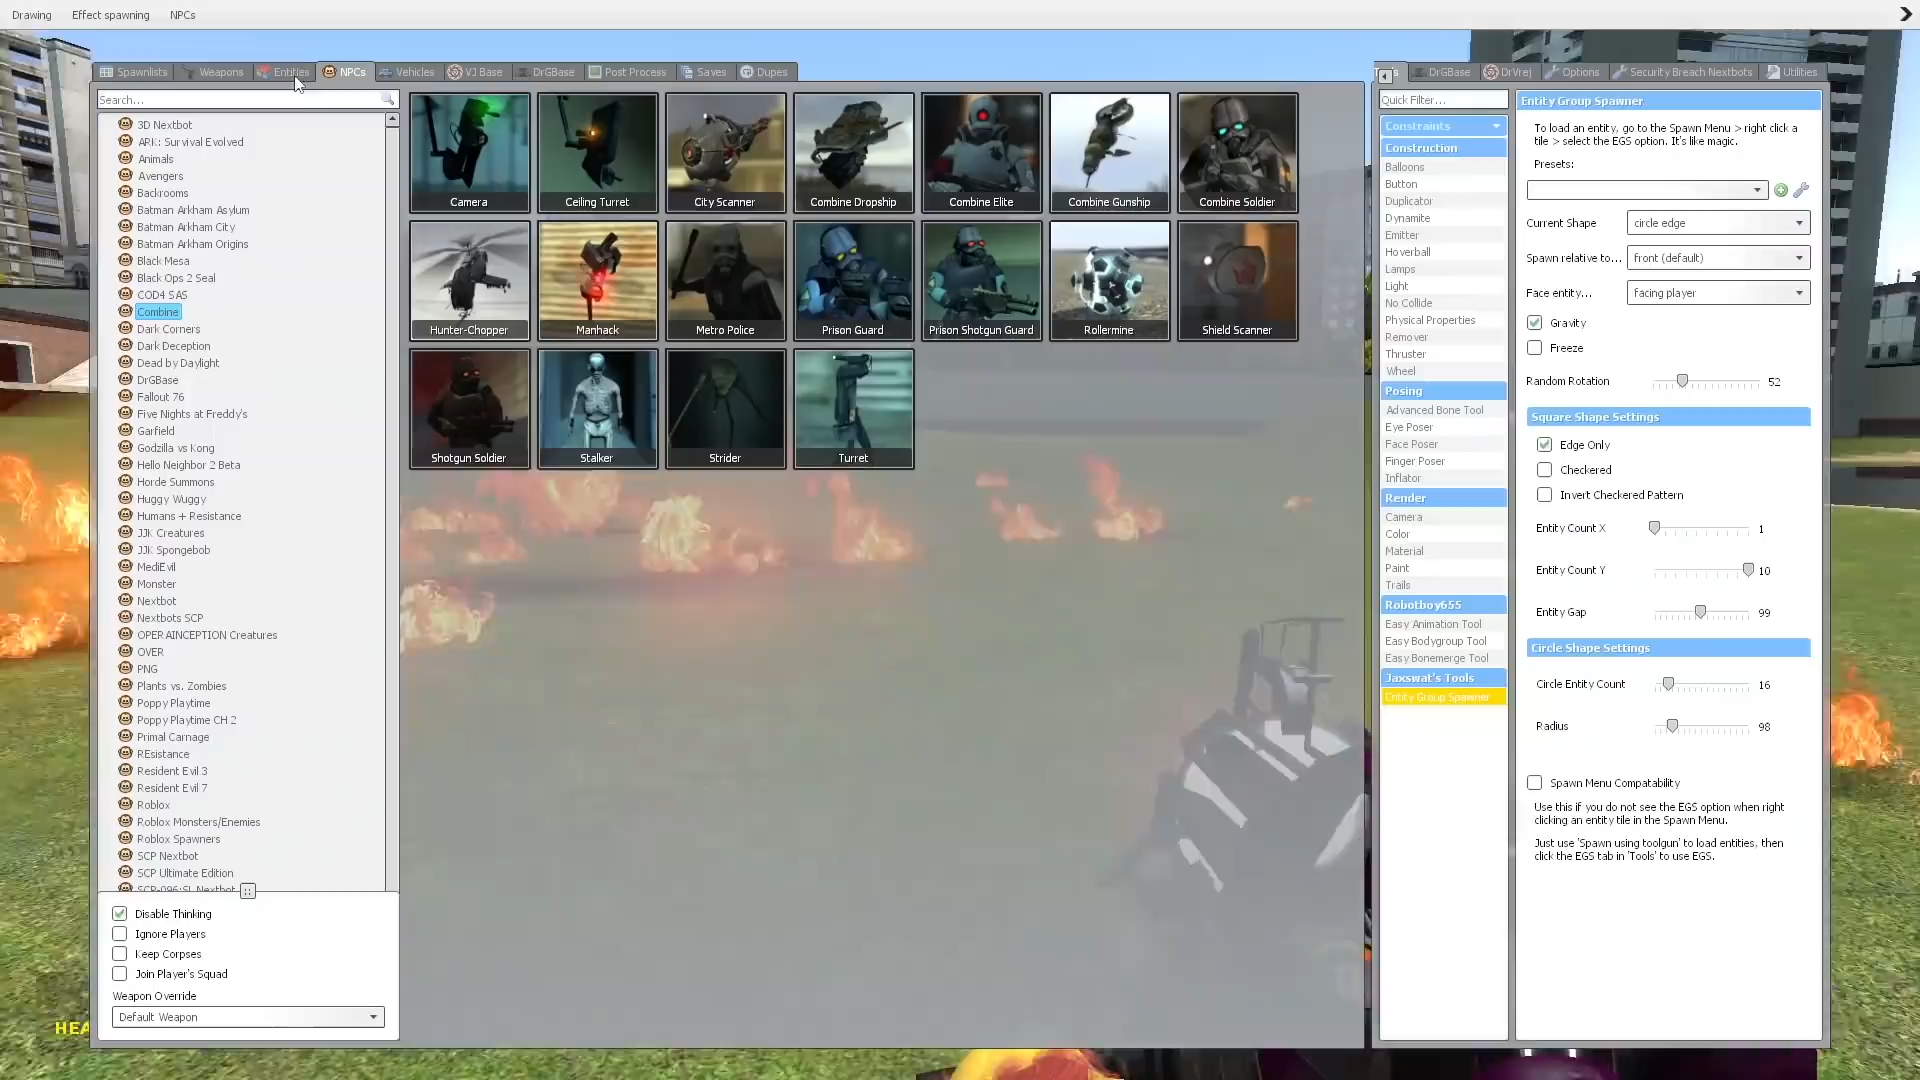 Drawing Effect spawning NPCs
Spawnlists Weapons Entities NPCs Vehicles VJ Base DrGBase Post Process Saves Dupes
Search...
3D Nextbot
ARK: Survival Evolved
Animals
Avengers
Backrooms
Batman Arkham Asylum
Batman Arkham City
Batman Arkham Origins
Black Mesa
Black Ops 2 Seal
COD4 SAS
Combine
Dark Corners
Dark Deception
Dead by Daylight
DrGBase
Fallout 76
Five Nights at Freddy's
Garfield
Godzilla vs Kong
Hello Neighbor 2 Beta
Horde Summons
Huggy Wuggy
Humans + Resistance
JJK Creatures
JJK Spongebob
MediEvil
Monster
Nextbot
Nextbots SCP
OPERAINCEPTION Creatures
OVER
PNG
Plants vs. Zombies
Poppy Playtime
Poppy Playtime CH 2
Primal Carnage
REsistance
Resident Evil 3
Resident Evil 7
Roblox
Roblox Monsters/Enemies
Roblox Spawners
SCP Nextbot
SCP Ultimate Edition
SCP-096:SL Nextbot
Disable Thinking
Ignore Players
Keep Corpses
Join Player's Squad
Weapon Override
Default Weapon
HEA
Camera Ceiling Turret City Scanner Combine Dropship Combine Elite Combine Gunship Combine Soldier
Hunter-Chopper Manhack Metro Police Prison Guard Prison Shotgun Guard Rollermine Shield Scanner
Shotgun Soldier Stalker Strider Turret
DrGBase DrVrej Options Security Breach Nextbots Utilities
Quick Filter...
Constraints
Construction
Balloons
Button
Duplicator
Dynamite
Emitter
Hoverball
Lamps
Light
No Collide
Physical Properties
Remover
Thruster
Wheel
Posing
Advanced Bone Tool
Eye Poser
Face Poser
Finger Poser
Inflator
Render
Camera
Color
Material
Paint
Trails
Robotboy655
Easy Animation Tool
Easy Bodygroup Tool
Easy Bonemerge Tool
Jaxswat's Tools
Entity Group Spawner
Entity Group Spawner
To load an entity, go to the Spawn Menu > right click a
tile > select the EGS option. It's like magic.
Presets:
Current Shape circle edge
Spawn relative to... front (default)
Face entity... facing player
Gravity
Freeze
Random Rotation 52
Square Shape Settings
Edge Only
Checkered
Invert Checkered Pattern
Entity Count X 1
Entity Count Y 10
Entity Gap 99
Circle Shape Settings
Circle Entity Count 16
Radius 98
Spawn Menu Compatability
Use this if you do not see the EGS option when right
clicking an entity tile in the Spawn Menu.
Just use 'Spawn using toolgun' to load entities, then
click the EGS tab in 'Tools' to use EGS.